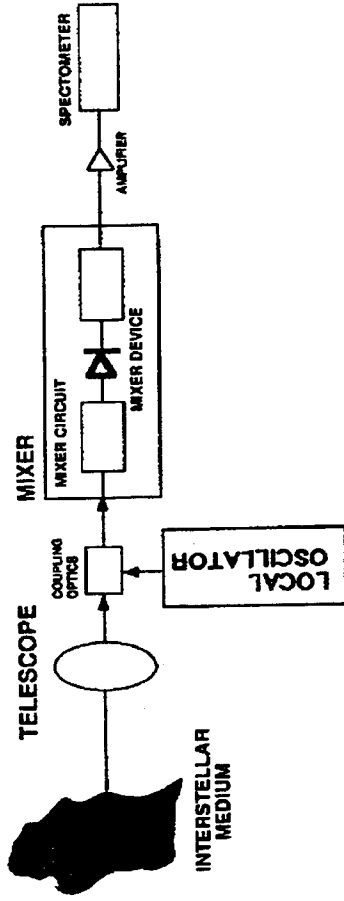 INTERSTELLAR
MEDIUM
TELESCOPE
COUPLING
OPTICS
LOCAL
OSCILLATOR
MIXER
MIXER CIRCUIT
MIXER DEVICE
AMPLIFIER
SPECTOMETER